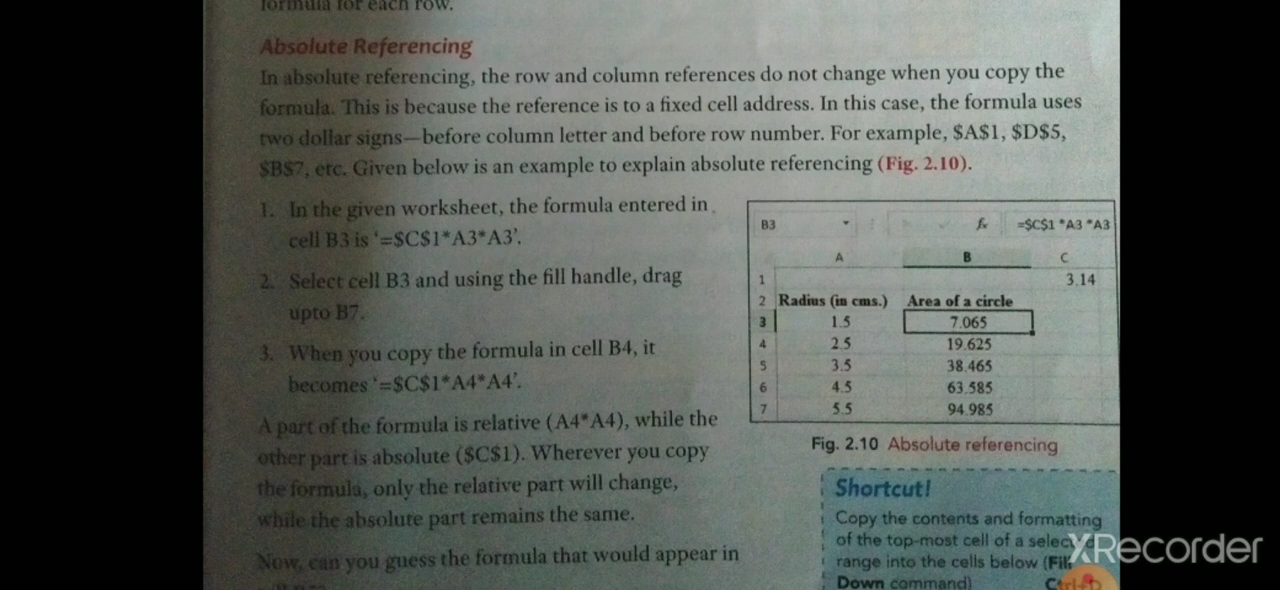 formula for each row.
Absolute Referencing
In absolute referencing, the row and column references do not change when you copy the
formula. This is because the reference is to a fixed cell address. In this case, the formula uses
two dollar signs—before column letter and before row number. For example, $A$1, $D$5,
$B$7, etc. Given below is an example to explain absolute referencing (Fig. 2.10).
1. In the given worksheet, the formula entered in
cell B3 is ‘=$C$1*A3*A3’.
2. Select cell B3 and using the fill handle, drag
upto B7.
3. When you copy the formula in cell B4, it
becomes ‘=$C$1*A4*A4’.
A part of the formula is relative (A4*A4), while the
other part is absolute ($C$1). Wherever you copy
the formula, only the relative part will change,
while the absolute part remains the same.
Now, can you guess the formula that would appear in
B3 fx =$C$1 *A3 *A3
A B C
1 3.14
2 Radius (in cms.) Area of a circle
3 1.5 7.065
4 2.5 19.625
5 3.5 38.465
6 4.5 63.585
7 5.5 94.985
Fig. 2.10 Absolute referencing
Shortcut!
Copy the contents and formatting
of the top-most cell of a selec
range into the cells below (Fill
Down command) Ctrl+D
XRecorder